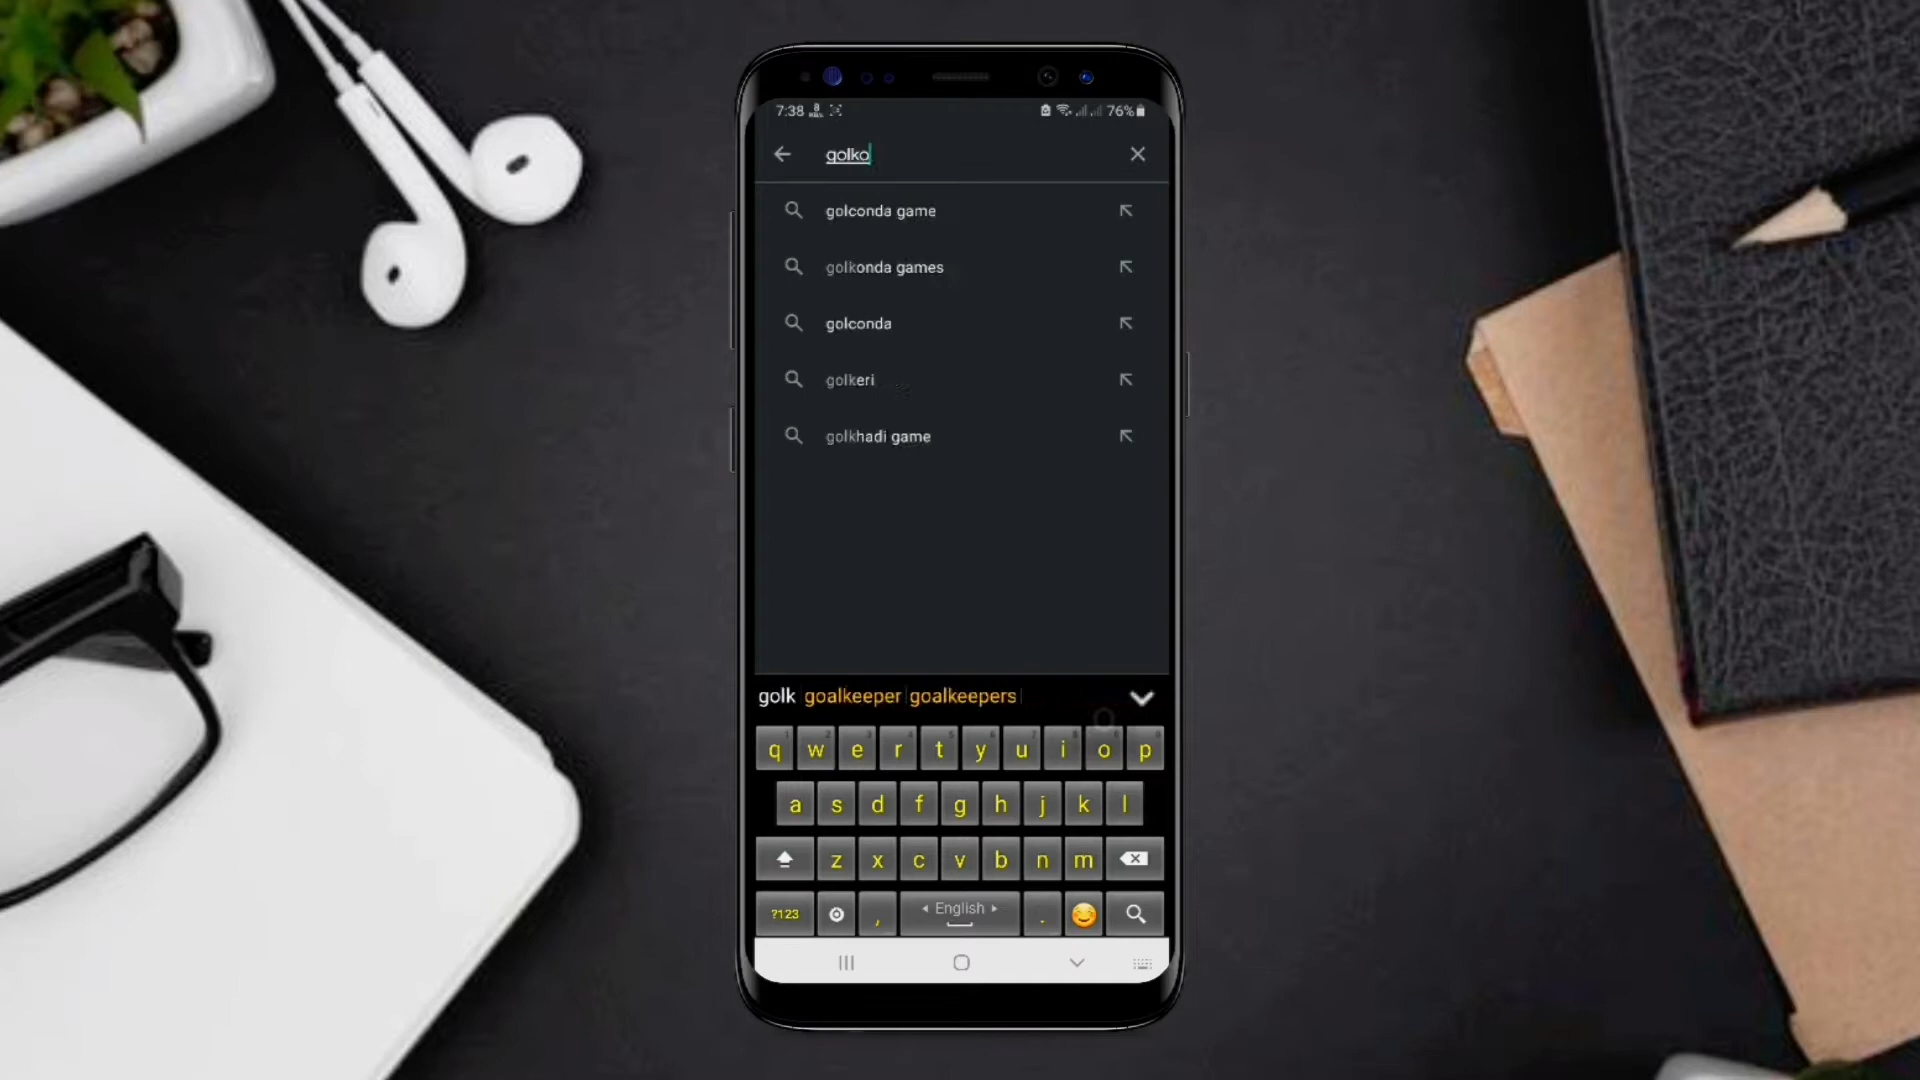 7:38 76%
golko
golconda game
golkonda games
golconda
golkeri
golkhadi game
golk goalkeeper goalkeepers
q w e r t y u i o p
a s d f g h j k l
z x c v b n m
?123 , English .